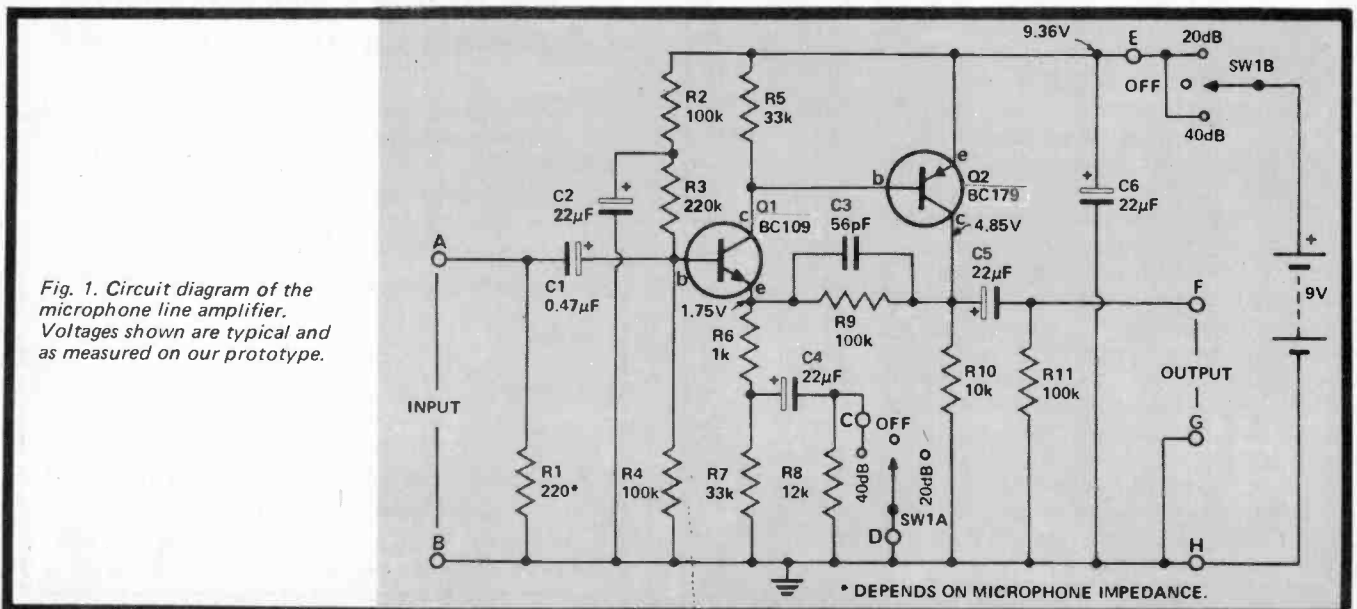 Fig. 1. Circuit diagram of the
microphone line amplifier.
Voltages shown are typical and
as measured on our prototype.
9.36V
E
20dB
SW1B
OFF
40dB
R2
100k
R5
33k
R3
220k
C2
22µF
+
Q1
BC109
c
b
e
1.75V
b
e
c
Q2
BC179
4.85V
C3
56pF
C6
22µF
+
A
C1
0.47µF
+
R9
100k
C5
22µF
+
F
+
9V
R6
1k
C4
22µF
+
INPUT
R1
220*
R4
100k
R7
33k
R8
12k
C
OFF
40dB
20dB
D
SW1A
R10
10k
R11
100k
OUTPUT
G
B
H
* DEPENDS ON MICROPHONE IMPEDANCE.